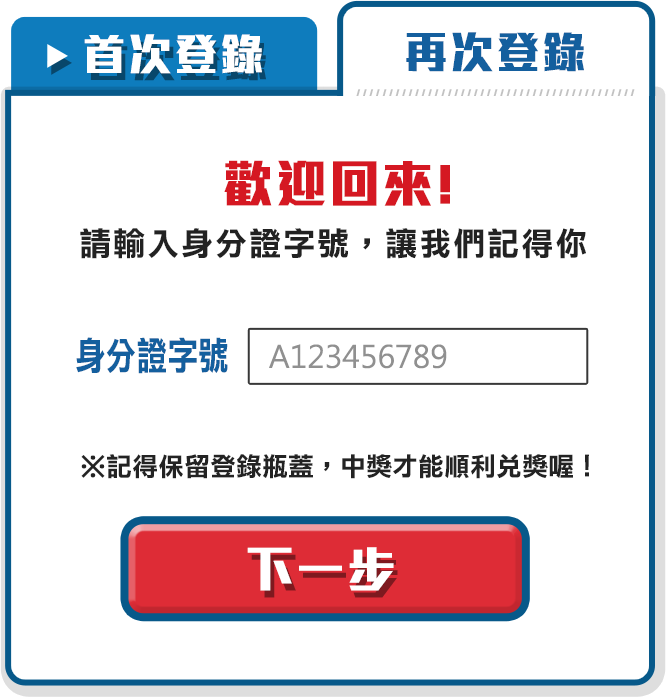 ▶首次登錄
再次登錄
歡迎回來!
請輸入身分證字號，讓我們記得你
身分證字號
A123456789
※記得保留登錄瓶蓋，中獎才能順利兌獎喔！
下一步